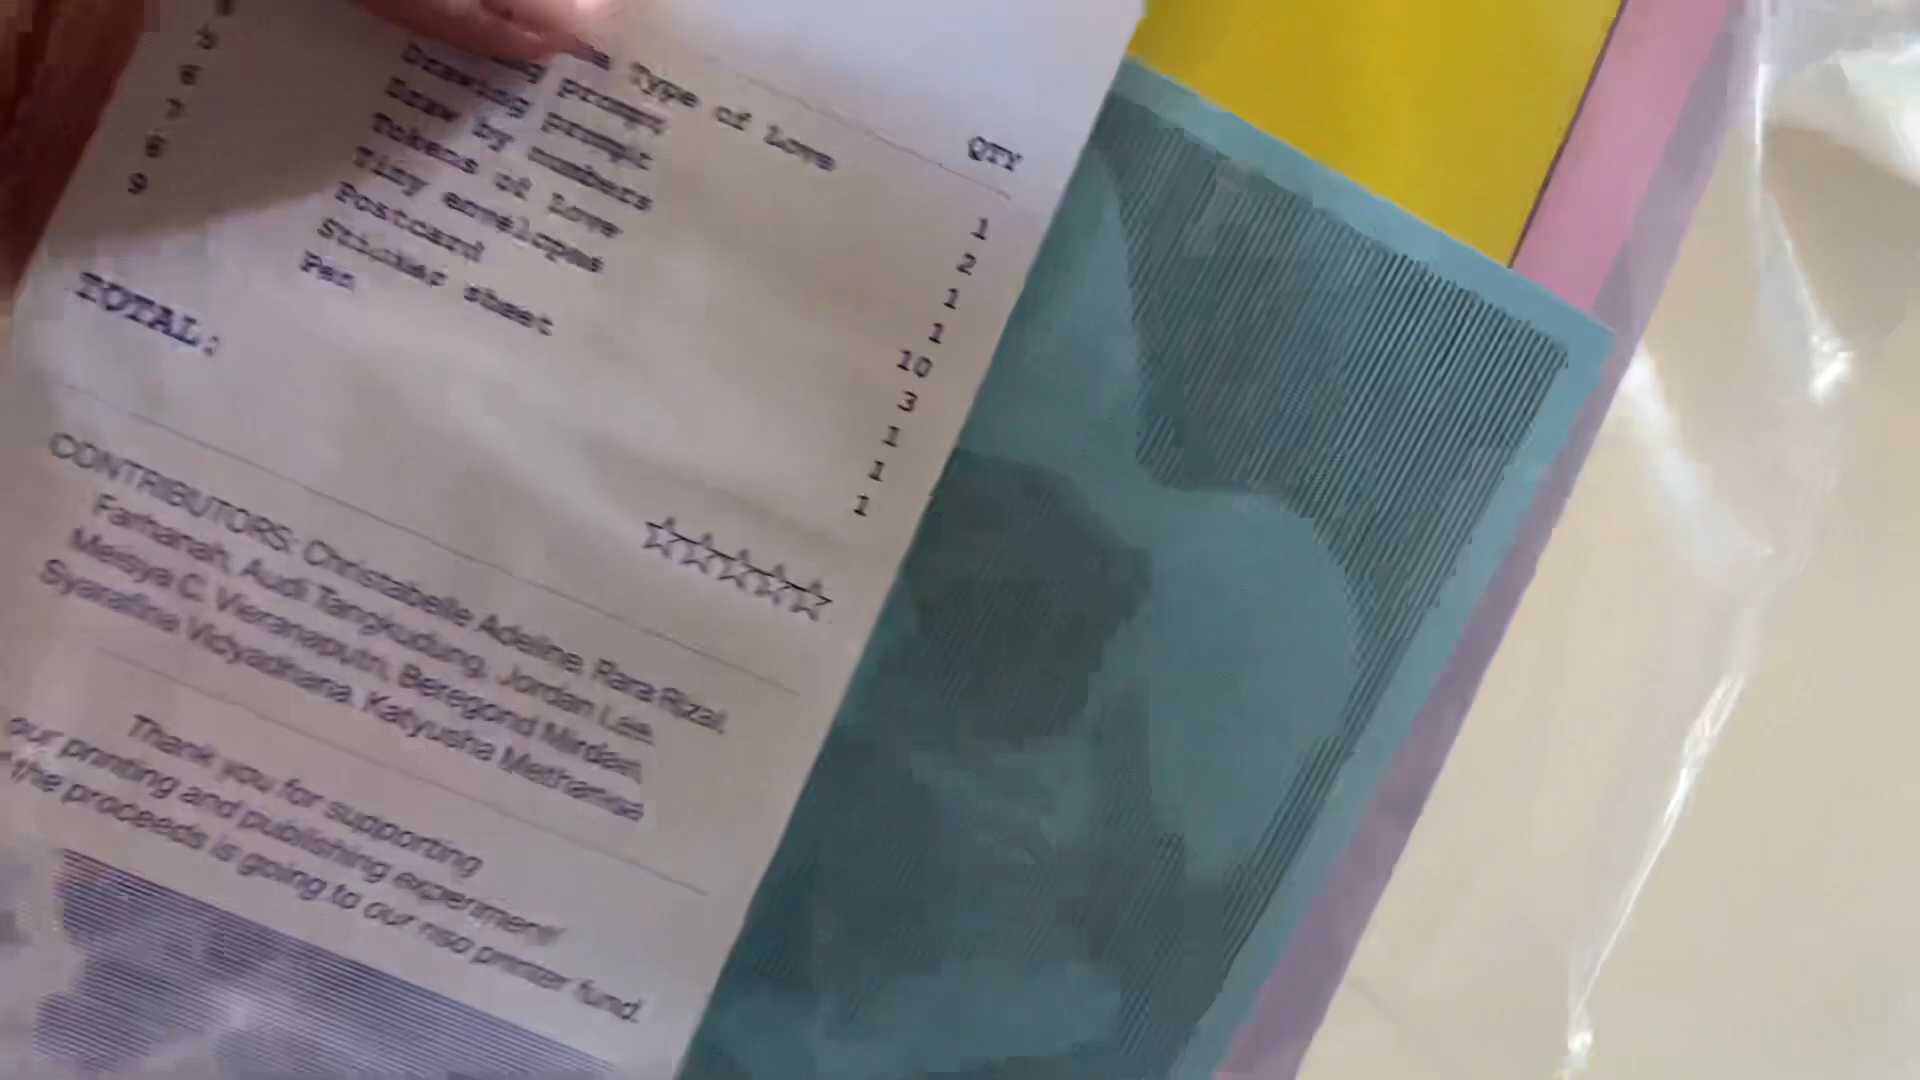 QTY
Type of Love 1
prompt 2
Drawing prompt 1
Draw by numbers 1
Tokens of love 10
Tiny envelopes 3
5 Postcard 1
6 Sticker sheet 1
Pen 1
7
8
9
TOTAL:
☆☆☆☆☆
CONTRIBUTORS: Christabelle Adeline, Rara Rizal,
Farhanah, Audi Tangkudung, Jordan Lee,
Meisya C. Vieranaputri, Beregond
Syarafina Vidyadhana, Katyusha Methanisa
Thank you for supporting
our printing and publishing experiment/
the proceeds is going to our riso printer fund.